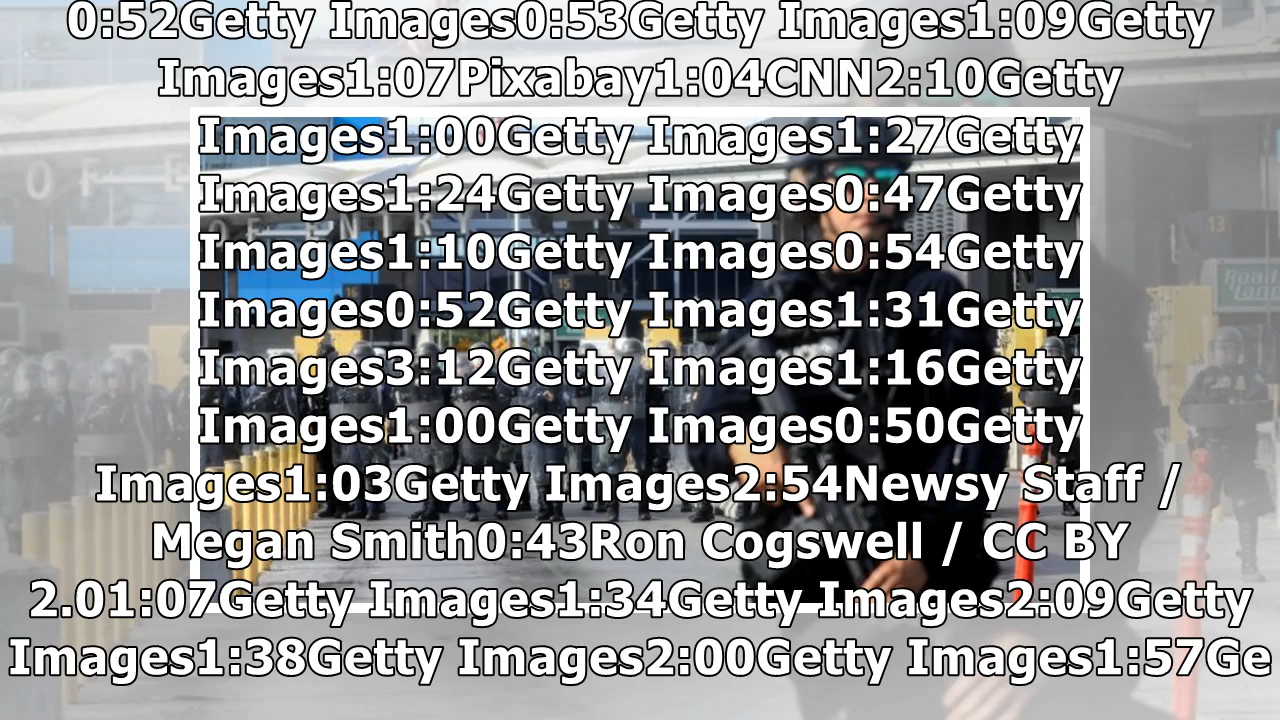 0:52Getty Images0:53Getty Images1:09Getty
Images1:07Pixabay1:04CNN2:10Getty
Images1:00Getty Images1:27Getty
Images1:24Getty Images0:47Getty
Images1:10Getty Images0:54Getty
Images0:52Getty Images1:31Getty
Images3:12Getty Images1:16Getty
Images1:00Getty Images0:50Getty
Images1:03Getty Images2:54Newsy Staff /
Megan Smith0:43Ron Cogswell / CC BY
2.01:07Getty Images1:34Getty Images2:09Getty
Images1:38Getty Images2:00Getty Images1:57Ge
O F E
13
15
16